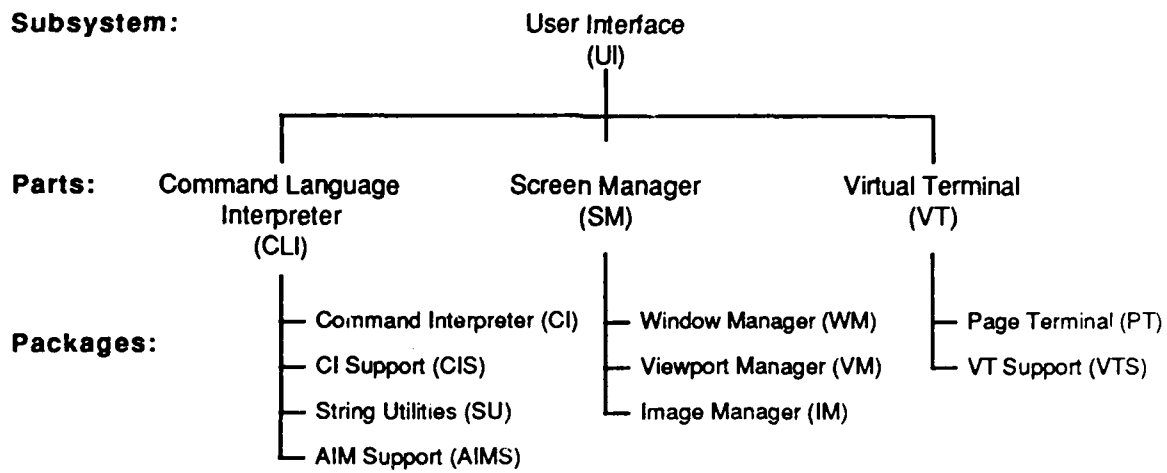 Subsystem: User Interface
(UI)
Parts: Command Language Screen Manager Virtual Terminal
Interpreter (SM) (VT)
(CLI)
Command Interpreter (CI) Window Manager (WM) Page Terminal (PT)
Packages:
CI Support (CIS) Viewport Manager (VM) VT Support (VTS)
String Utilities (SU) Image Manager (IM)
AIM Support (AIMS)